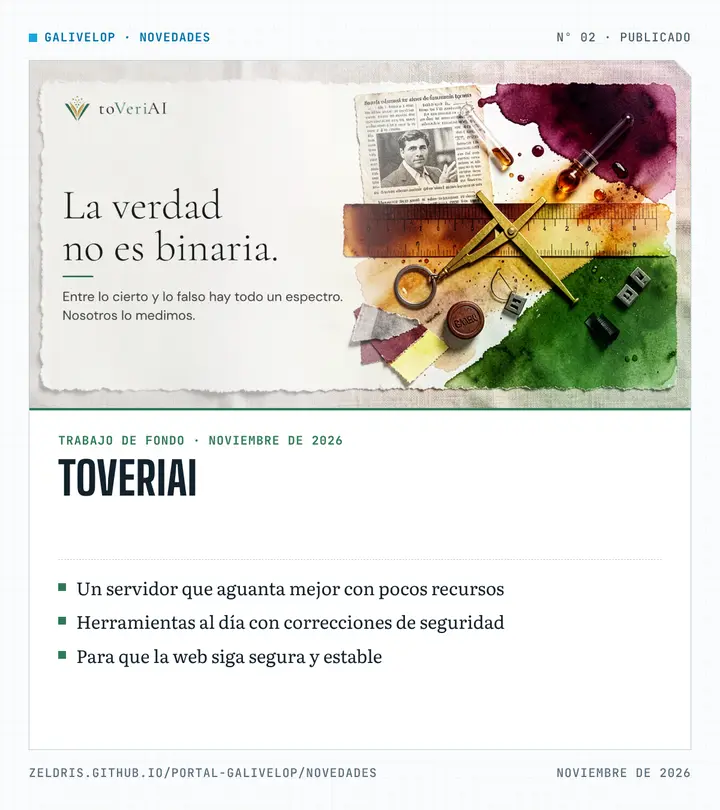 GALIVELOP · NOVEDADES
N° 02 · PUBLICADO
toVeriAI
La verdad
no es binaria.
Entre lo cierto y lo falso hay todo un espectro.
Nosotros lo medimos.
TRABAJO DE FONDO · NOVIEMBRE DE 2026
TOVERIAI
Un servidor que aguanta mejor con pocos recursos
Herramientas al día con correcciones de seguridad
Para que la web siga segura y estable
ZELDRIS.GITHUB.IO/PORTAL-GALIVELOP/NOVEDADES
NOVIEMBRE DE 2026